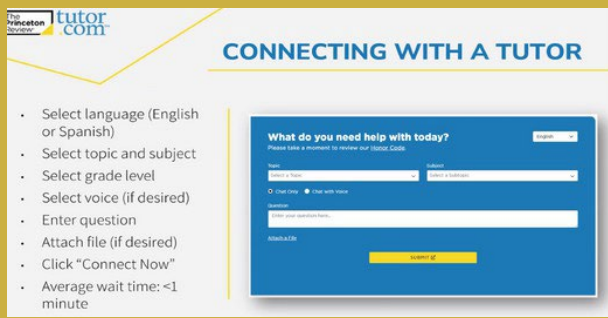 The
Princeton
Review
tutor
.com
CONNECTING WITH A TUTOR
Select language (English
or Spanish)
Select topic and subject
Select grade level
Select voice (if desired)
Enter question
Attach file (if desired)
Click “Connect Now”
Average wait time: <1
minute
What do you need help with today?
English
Please take a moment to review our Honor Code.
Topic
Subject
Select a Topic
Select a Subtopic
Chat Only
Chat with Voice
Question
Enter your question here...
Attach a File
SUBMIT